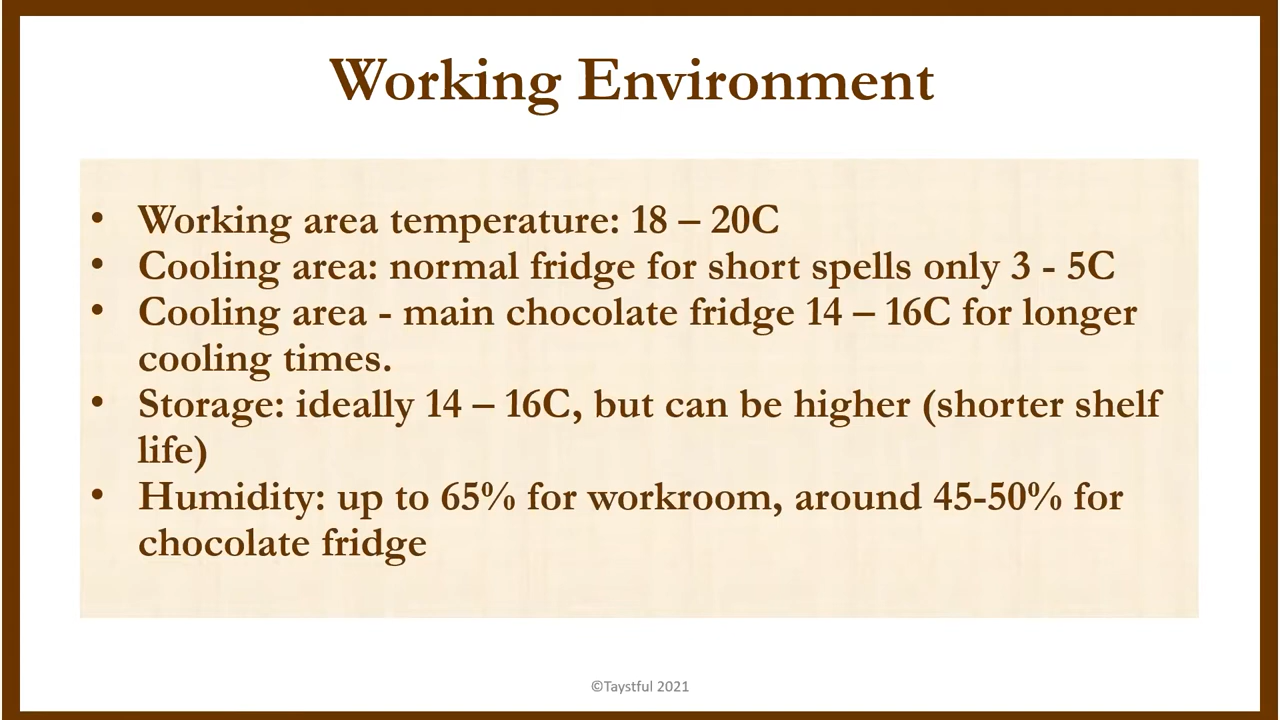 Working Environment
• Working area temperature: 18 – 20C
• Cooling area: normal fridge for short spells only 3 - 5C
• Cooling area - main chocolate fridge 14 – 16C for longer
cooling times.
• Storage: ideally 14 – 16C, but can be higher (shorter shelf
life)
• Humidity: up to 65% for workroom, around 45-50% for
chocolate fridge
©Taystful 2021